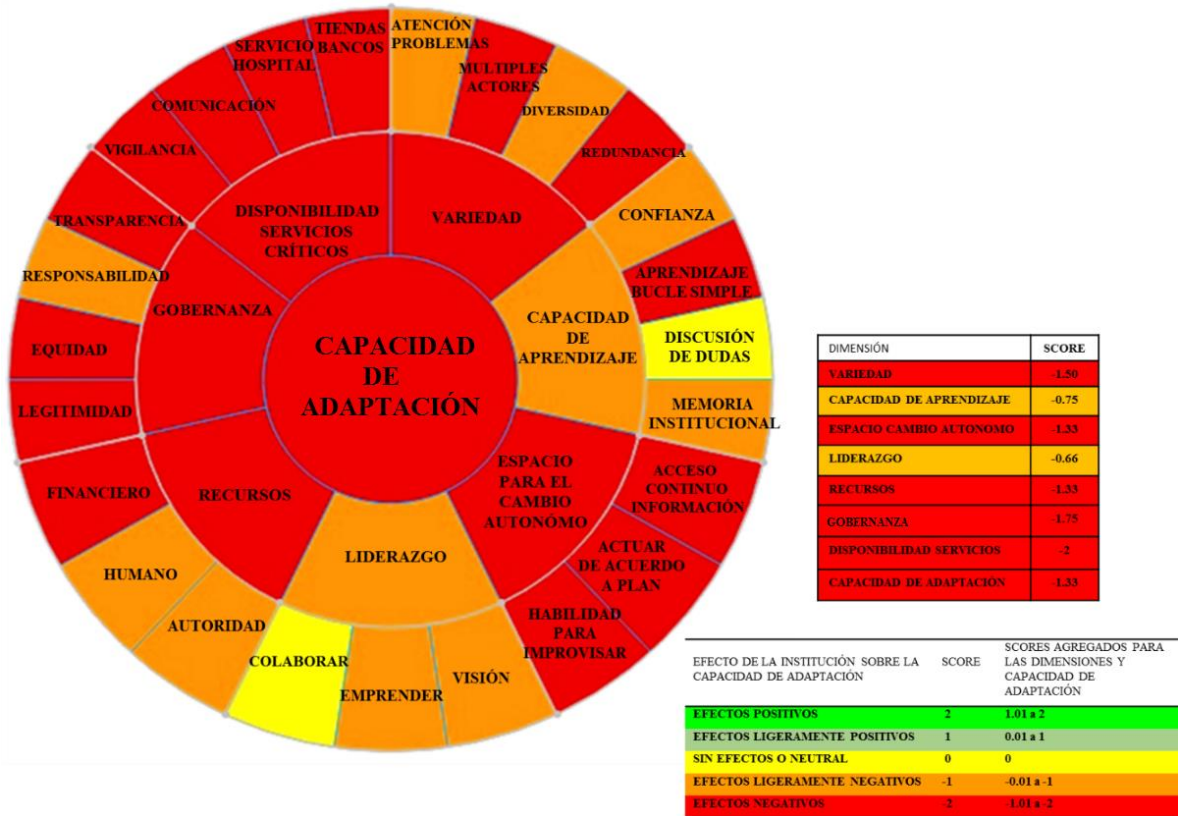 TIENDAS
BANCOS
ATENCIÓN
PROBLEMAS
SERVICIO
HOSPITAL
MULTIPLES
ACTORES
COMUNICACIÓN
DIVERSIDAD
VIGILANCIA
REDUNDANCIA
TRANSPARENCIA
DISPONIBILIDAD
SERVICIOS
CRÍTICOS
VARIEDAD
CONFIANZA
RESPONSABILIDAD
APRENDIZAJE
BUCLE SIMPLE
GOBERNANZA
CAPACIDAD
DE
APRENDIZAJE
EQUIDAD
CAPACIDAD
DE
ADAPTACIÓN
DISCUSIÓN
DE DUDAS
LEGITIMIDAD
MEMORIA
INSTITUCIONAL
FINANCIERO
RECURSOS
ESPACIO
PARA EL
CAMBIO
AUTONÓMO
ACCESO
CONTINUO
INFORMACIÓN
LIDERAZGO
ACTUAR
DE ACUERDO
A PLAN
HUMANO
AUTORIDAD
HABILIDAD
PARA
IMPROVISAR
COLABORAR
EMPRENDER
VISIÓN
DIMENSIÓN SCORE
VARIEDAD -1.50
CAPACIDAD DE APRENDIZAJE -0.75
ESPACIO CAMBIO AUTONOMO -1.33
LIDERAZGO -0.66
RECURSOS -1.33
GOBERNANZA -1.75
DISPONIBILIDAD SERVICIOS -2
CAPACIDAD DE ADAPTACIÓN -1.33
EFECTO DE LA INSTITUCIÓN SOBRE LA
CAPACIDAD DE ADAPTACIÓN
SCORE
SCORES AGREGADOS PARA
LAS DIMENSIONES Y
CAPACIDAD DE
ADAPTACIÓN
EFECTOS POSITIVOS 2 1.01 a 2
EFECTOS LIGERAMENTE POSITIVOS 1 0.01 a 1
SIN EFECTOS O NEUTRAL 0 0
EFECTOS LIGERAMENTE NEGATIVOS -1 -0.01 a -1
EFECTOS NEGATIVOS -2 -1.01 a -2